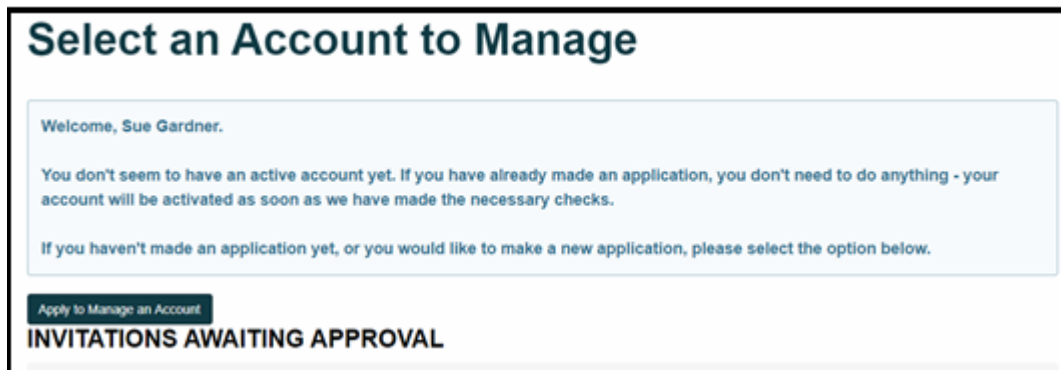 Select an Account to Manage
Welcome, Sue Gardner.
You don't seem to have an active account yet. If you have already made an application, you don't need to do anything - your
account will be activated as soon as we have made the necessary checks.
If you haven't made an application yet, or you would like to make a new application, please select the option below.
Apply to Manage an Account
INVITATIONS AWAITING APPROVAL